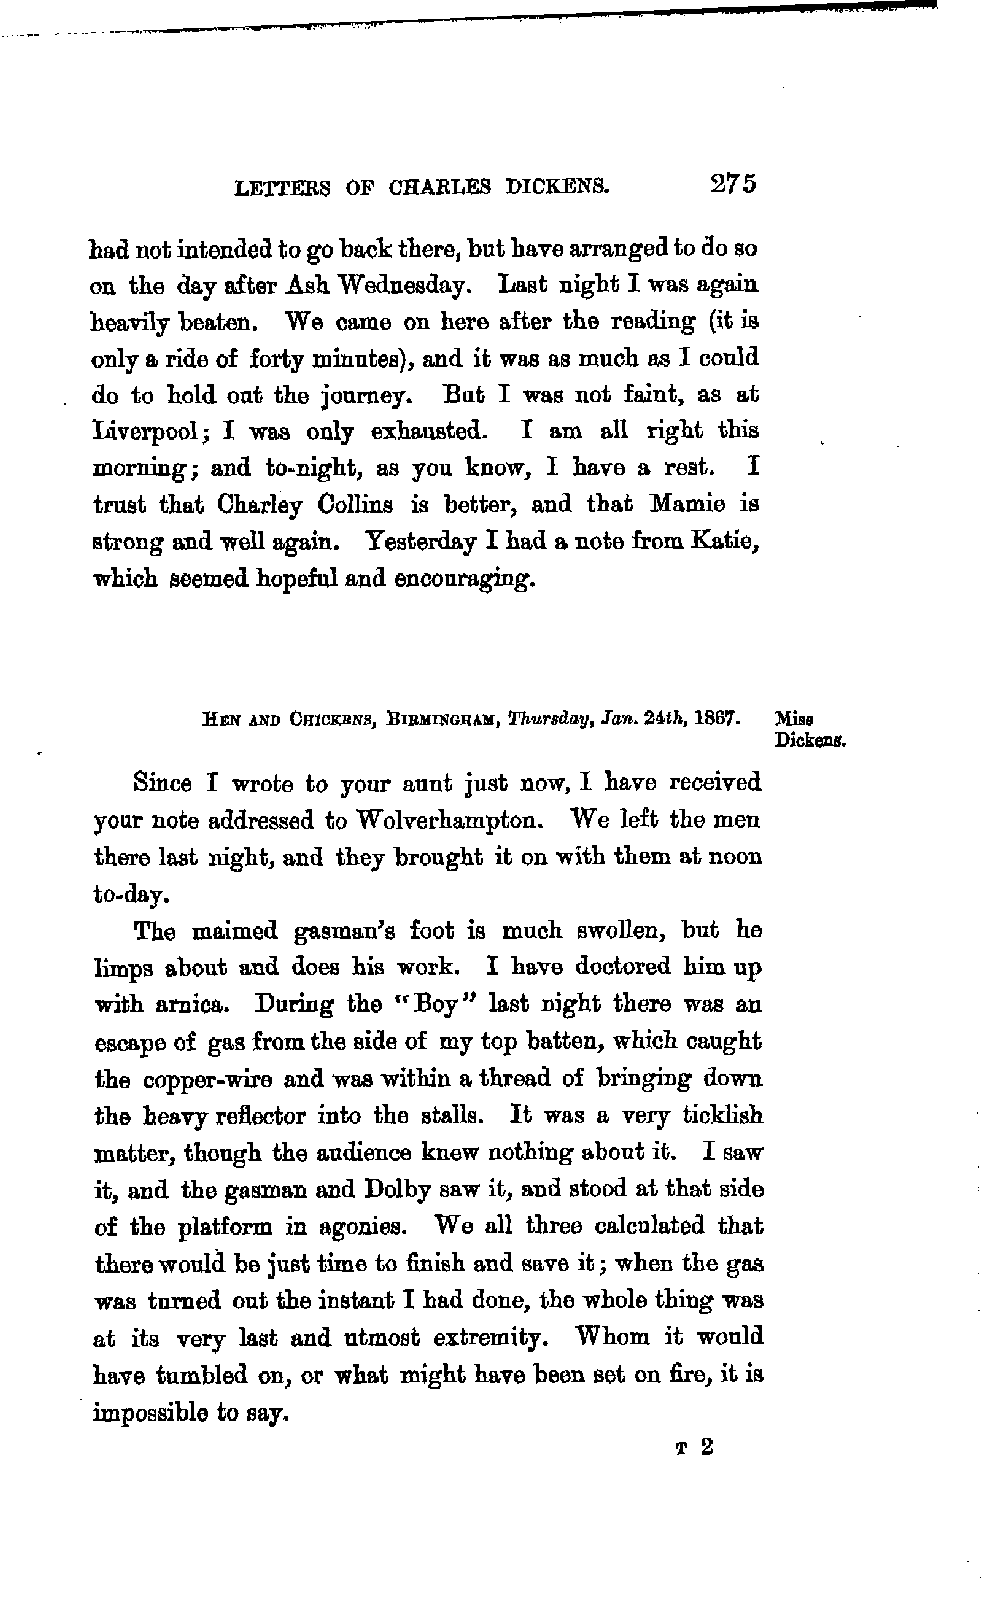 LETTERS OF CHARLES DICKENS. 275
had not intended to go back there, but have arranged to do so
on the day after Ash Wednesday. Last night I was again
heavily beaten. We came on here after the reading (it is
only a ride of forty minutes), and it was as much as I could
do to hold out the journey. But I was not faint, as at
Liverpool; I was only exhausted. I am all right this
morning; and to-night, as you know, I have a rest. I
trust that Charley Collins is better, and that Mamie is
strong and well again. Yesterday I had a note from Katie,
which seemed hopeful and encouraging.
HEN AND CHICKENS, BIRMINGHAM, Thursday, Jan. 24th, 1867.
Miss
Dickens.
Since I wrote to your aunt just now, I have received
your note addressed to Wolverhampton. We left the men
there last night, and they brought it on with them at noon
to-day.
The maimed gasman's foot is much swollen, but he
limps about and does his work. I have doctored him up
with arnica. During the "Boy" last night there was an
escape of gas from the side of my top batten, which caught
the copper-wire and was within a thread of bringing down
the heavy reflector into the stalls. It was a very ticklish
matter, though the audience knew nothing about it. I saw
it, and the gasman and Dolby saw it, and stood at that side
of the platform in agonies. We all three calculated that
there would be just time to finish and save it; when the gas
was turned out the instant I had done, the whole thing was
at its very last and utmost extremity. Whom it would
have tumbled on, or what might have been set on fire, it is
impossible to say.
T 2